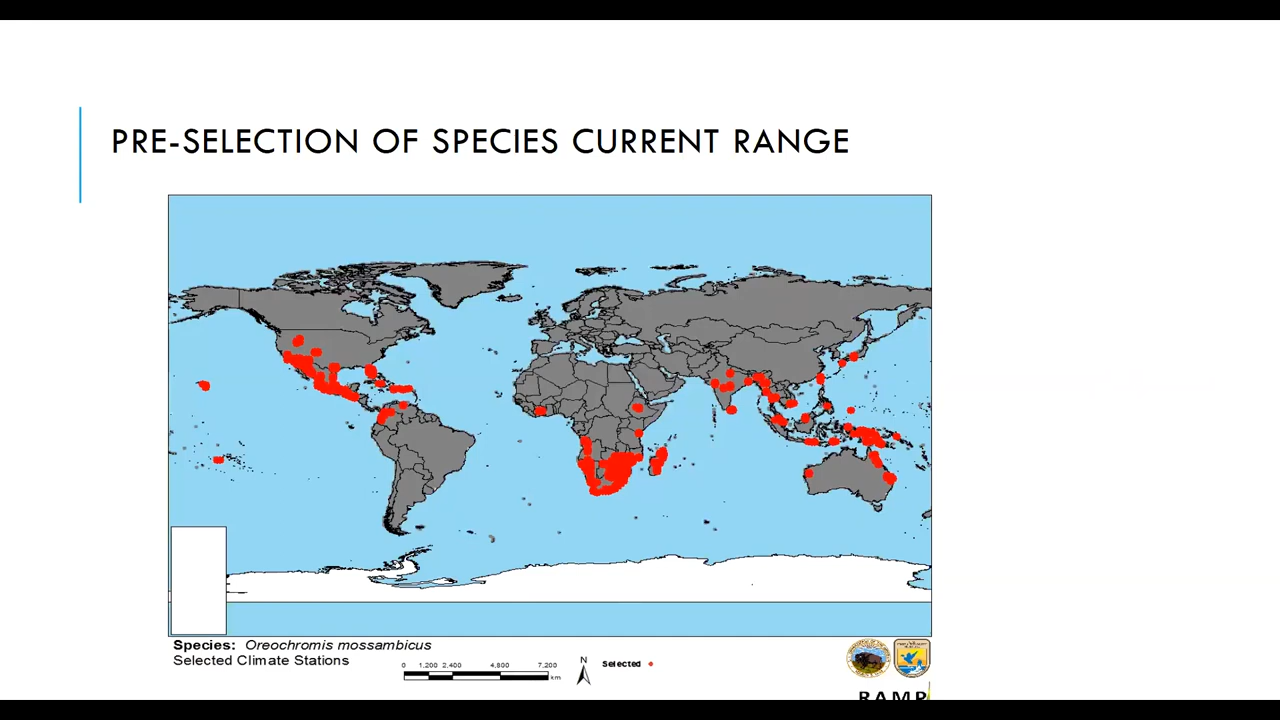 PRE-SELECTION OF SPECIES CURRENT RANGE
Species: Oreochromis mossambicus
Selected Climate Stations
0 1,200 2,400 4,800 7,200
km
N
Selected
RAMP